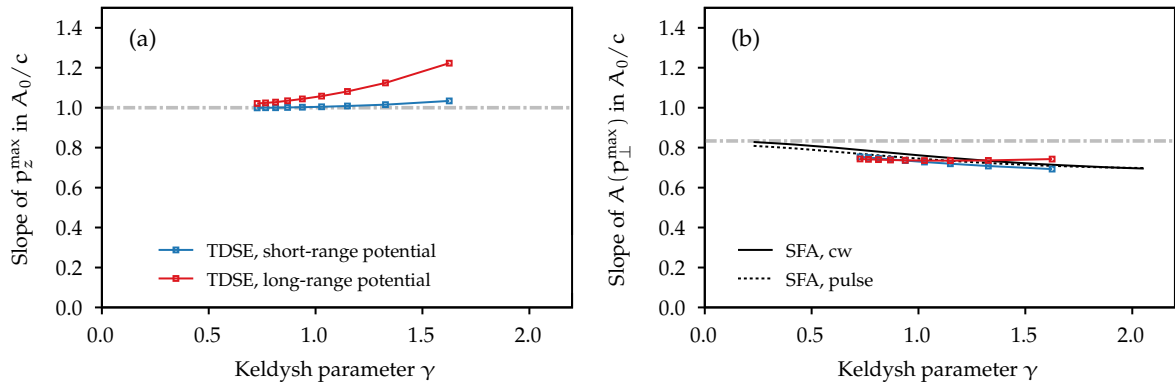 (a)
Slope of p_z^max in A_0/c
1.4
1.2
1.0
0.8
0.6
0.4
0.2
0.0
TDSE, short-range potential
TDSE, long-range potential
0.0 0.5 1.0 1.5 2.0
Keldysh parameter γ
(b)
Slope of A(p_⊥^max) in A_0/c
1.4
1.2
1.0
0.8
0.6
0.4
0.2
0.0
SFA, cw
SFA, pulse
0.0 0.5 1.0 1.5 2.0
Keldysh parameter γ